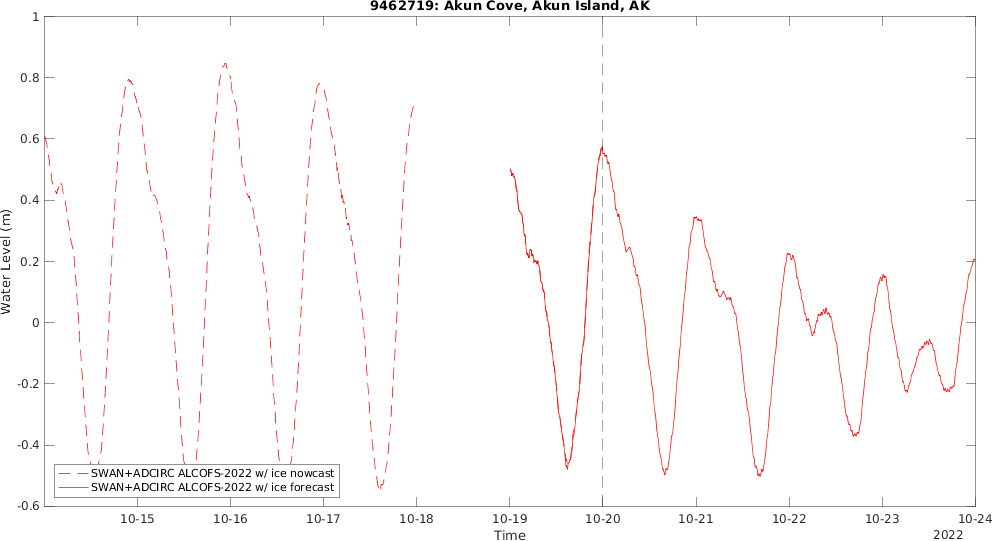 9462719: Akun Cove, Akun Island, AK
Water Level (m)
1
0.8
0.6
0.4
0.2
0
-0.2
-0.4
-0.6
SWAN+ADCIRC ALCOFS-2022 w/ ice nowcast
SWAN+ADCIRC ALCOFS-2022 w/ ice forecast
10-15 10-16 10-17 10-18 10-19 10-20 10-21 10-22 10-23 10-24
Time
2022